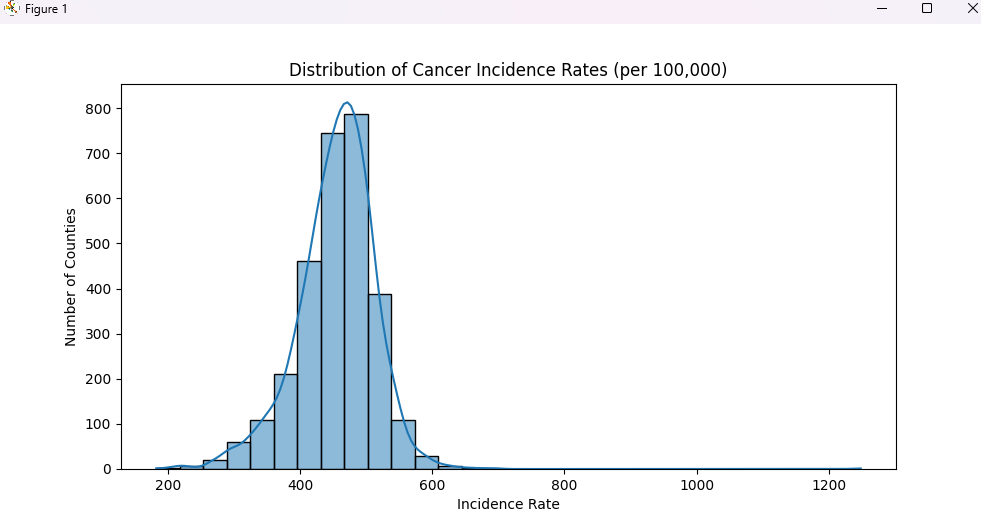 Figure 1
Distribution of Cancer Incidence Rates (per 100,000)
Number of Counties
800
700
600
500
400
300
200
100
0
200 400 600 800 1000 1200
Incidence Rate